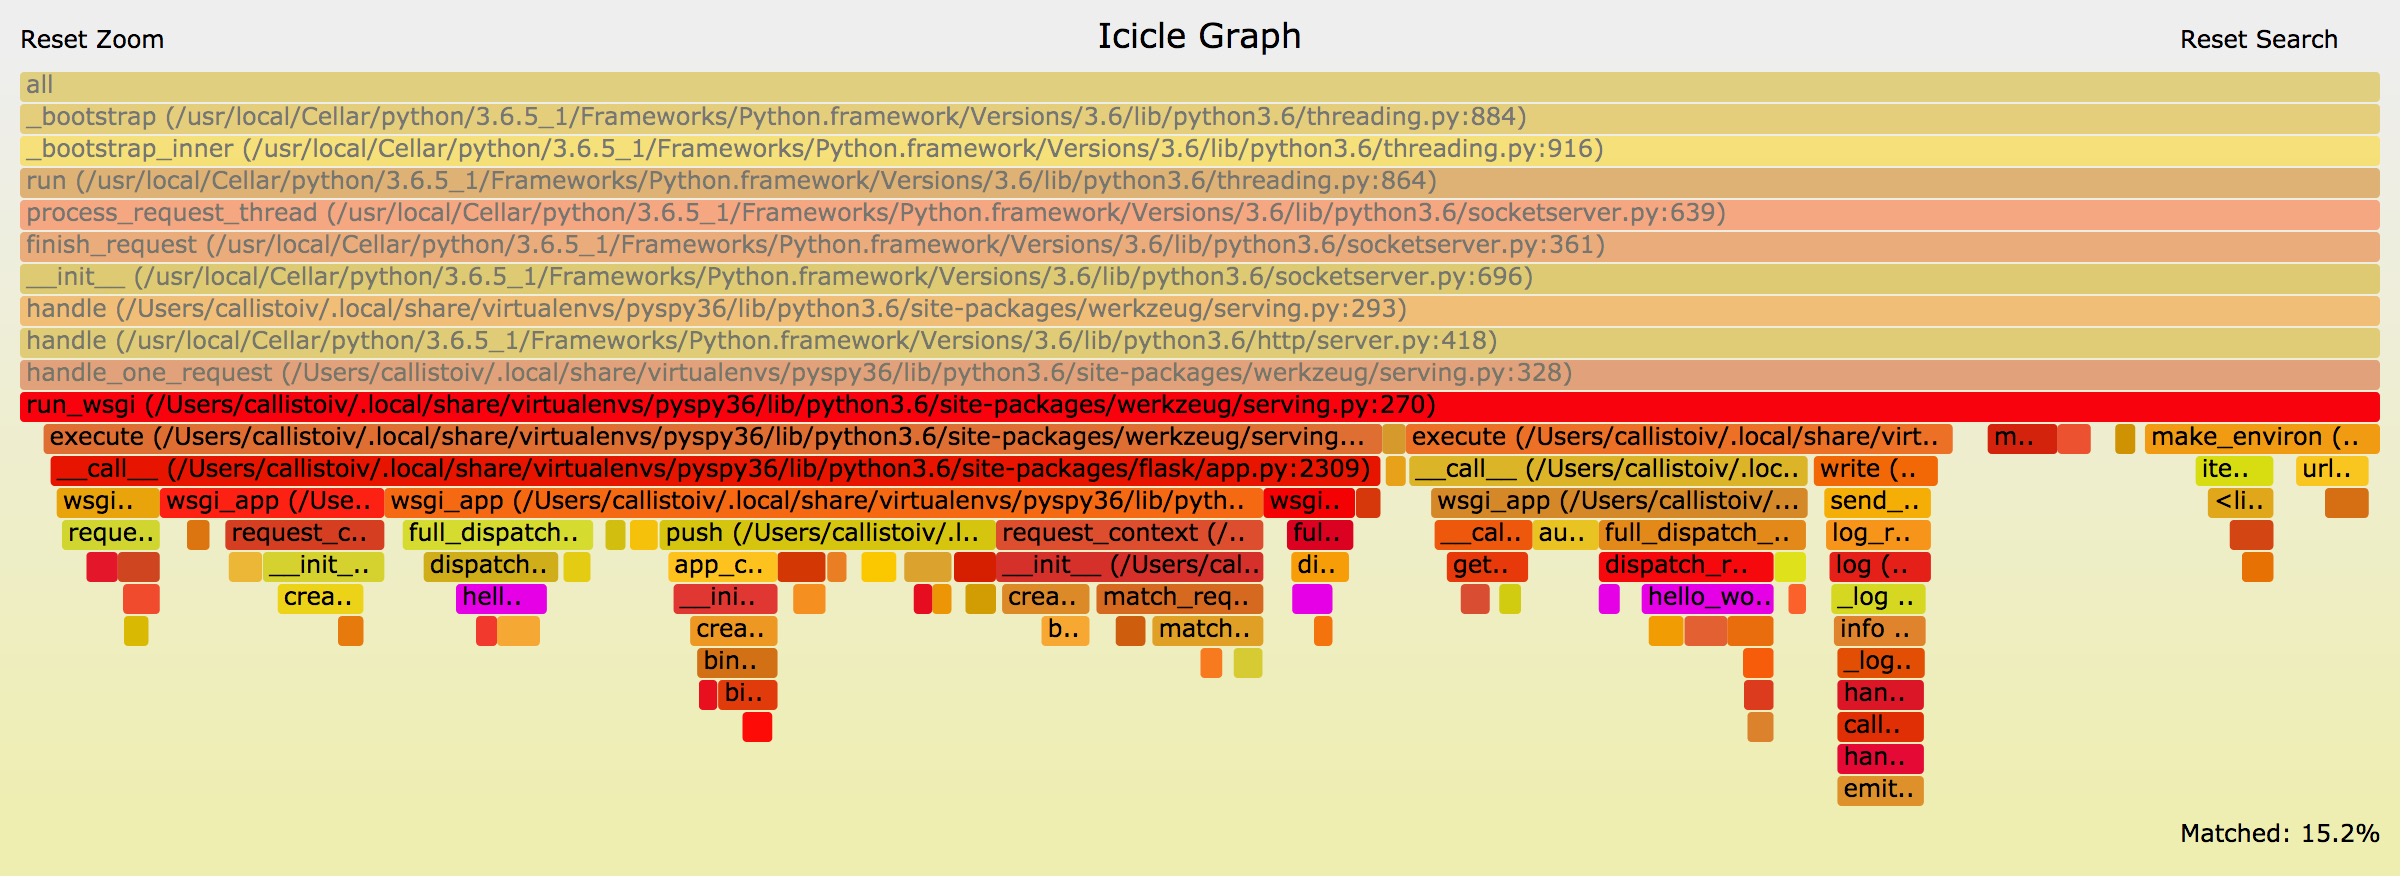 Icicle Graph
Reset Zoom Reset Search
all
_bootstrap (/usr/local/Cellar/python/3.6.5_1/Frameworks/Python.framework/Versions/3.6/lib/python3.6/threading.py:884)
_bootstrap_inner (/usr/local/Cellar/python/3.6.5_1/Frameworks/Python.framework/Versions/3.6/lib/python3.6/threading.py:916)
run (/usr/local/Cellar/python/3.6.5_1/Frameworks/Python.framework/Versions/3.6/lib/python3.6/threading.py:864)
process_request_thread (/usr/local/Cellar/python/3.6.5_1/Frameworks/Python.framework/Versions/3.6/lib/python3.6/socketserver.py:639)
finish_request (/usr/local/Cellar/python/3.6.5_1/Frameworks/Python.framework/Versions/3.6/lib/python3.6/socketserver.py:361)
__init__ (/usr/local/Cellar/python/3.6.5_1/Frameworks/Python.framework/Versions/3.6/lib/python3.6/socketserver.py:696)
handle (/Users/callistoiv/.local/share/virtualenvs/pyspy36/lib/python3.6/site-packages/werkzeug/serving.py:293)
handle (/usr/local/Cellar/python/3.6.5_1/Frameworks/Python.framework/Versions/3.6/lib/python3.6/http/server.py:418)
handle_one_request (/Users/callistoiv/.local/share/virtualenvs/pyspy36/lib/python3.6/site-packages/werkzeug/serving.py:328)
run_wsgi (/Users/callistoiv/.local/share/virtualenvs/pyspy36/lib/python3.6/site-packages/werkzeug/serving.py:270)
execute (/Users/callistoiv/.local/share/virtualenvs/pyspy36/lib/python3.6/site-packages/werkzeug/serving... execute (/Users/callistoiv/.local/share/virt.. m.. make_environ (..
__call__ (/Users/callistoiv/.local/share/virtualenvs/pyspy36/lib/python3.6/site-packages/flask/app.py:2309) __call__ (/Users/callistoiv/.loc.. write (.. ite.. url..
wsgi.. wsgi_app (/Use.. wsgi_app (/Users/callistoiv/.local/share/virtualenvs/pyspy36/lib/pyth.. wsgi.. wsgi_app (/Users/callistoiv/... send_.. <li..
reque.. request_c.. full_dispatch.. push (/Users/callistoiv/.l.. request_context (/.. ful.. __cal.. au.. full_dispatch_.. log_r..
__init_.. dispatch.. app_c.. __init__ (/Users/cal.. di.. get.. dispatch_r.. log (..
crea.. hell.. __ini.. crea.. match_req.. hello_wo.. _log ..
crea.. b.. match.. info ..
bin.. _log..
bi.. han..
call..
han..
emit..
Matched: 15.2%